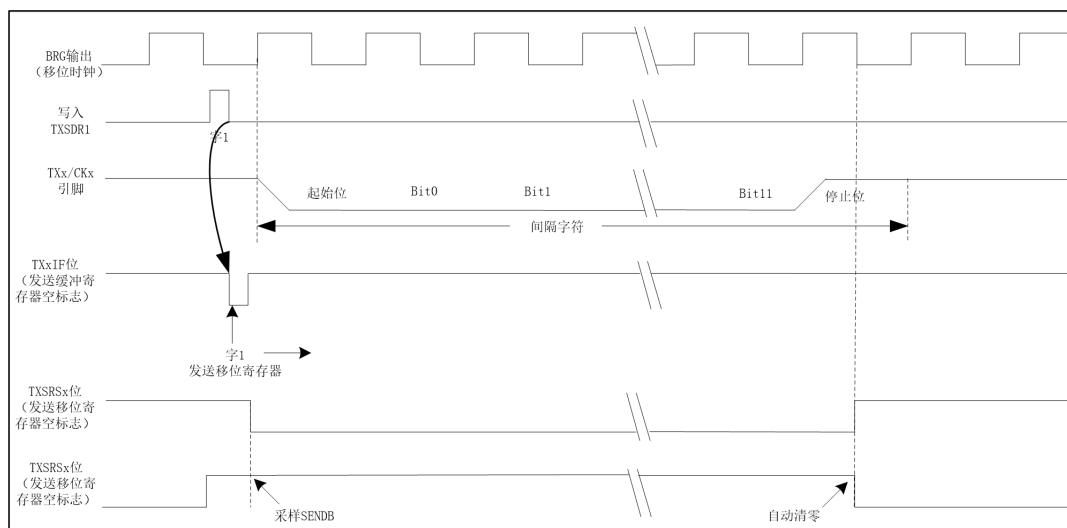 BRG输出
（移位时钟）
写入
TXSDR1
字1
TXx/CKx
引脚
起始位
Bit0
Bit1
Bit11
停止位
间隔字符
TXxIF位
（发送缓冲寄
存器空标志）
字1
发送移位寄存器
TXSRSx位
（发送移位寄
存器空标志）
TXSRSx位
（发送移位寄
存器空标志）
采样SENDB
自动清零